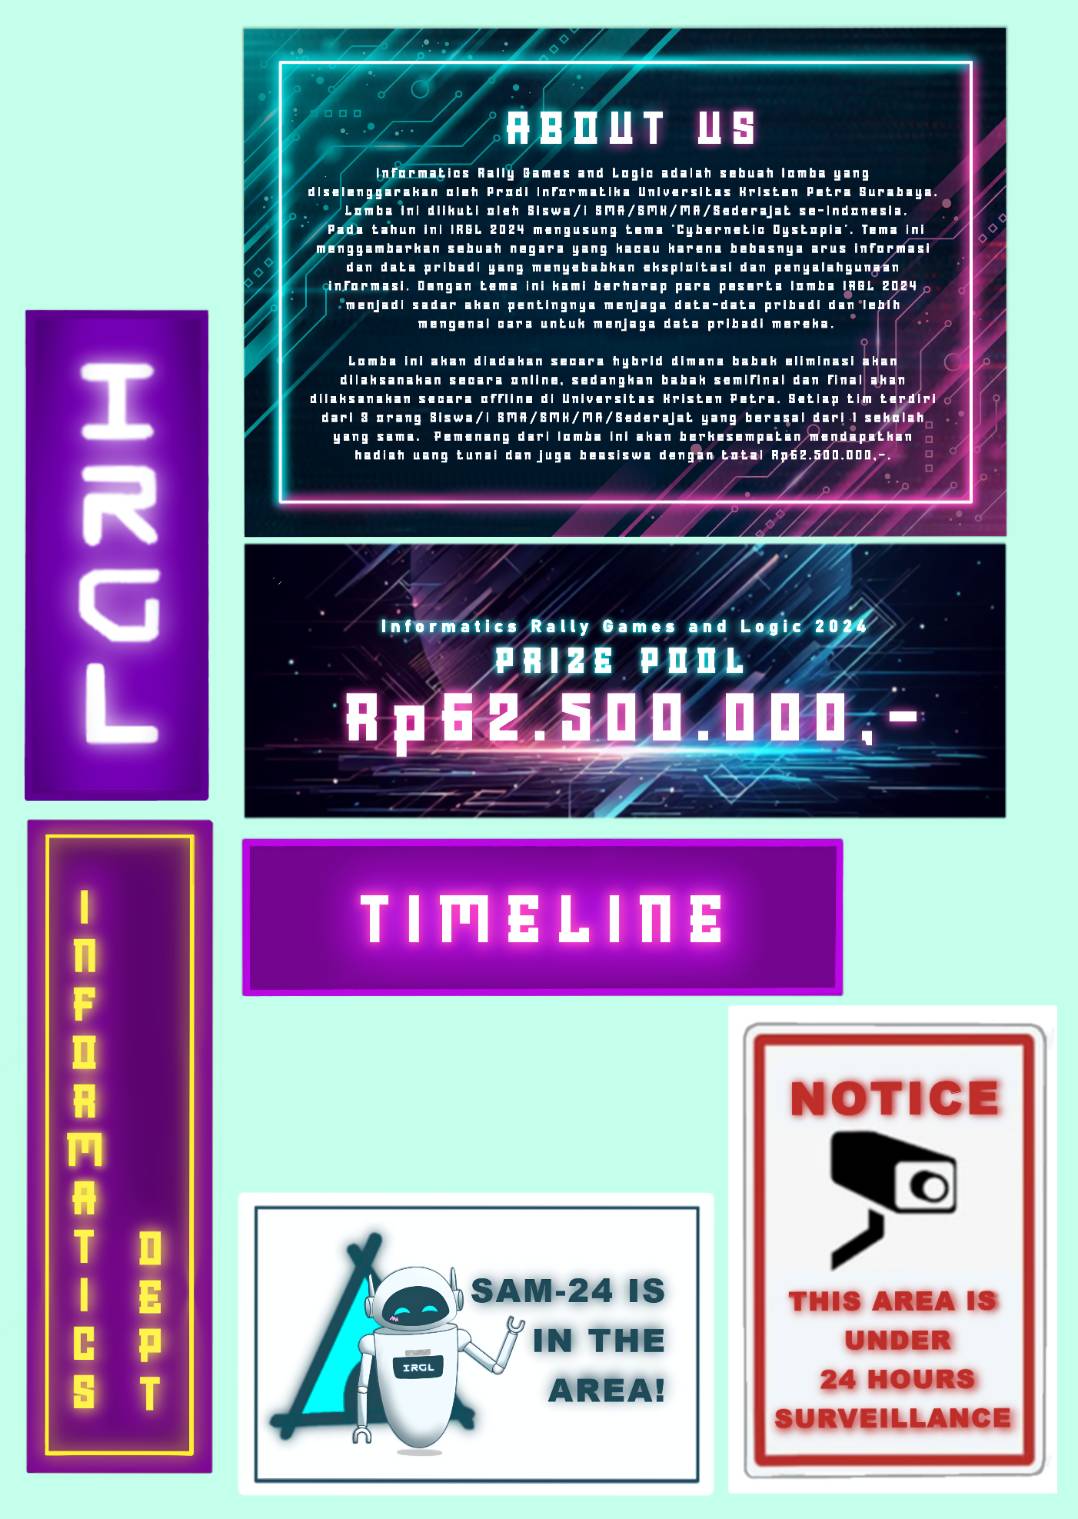 ABOUT US
Informatics Rally Games and Logic adalah sebuah lomba yang
diselenggarakan oleh Prodi Informatika Universitas Kristen Petra Surabaya.
Lomba ini diikuti oleh Siswa/i SMA/SMK/MA/Sederajat se-Indonesia.
Pada tahun ini IRGL 2024 mengusung tema "Cybernetic Dystopia". Tema ini
menggambarkan sebuah negara yang kacau karena bebasnya arus informasi
dan data pribadi yang menyebabkan eksploitasi dan penyalahgunaan
informasi. Dengan tema ini kami berharap para peserta lomba IRGL 2024
menjadi sadar akan pentingnya menjaga data-data pribadi dan lebih
mengenal cara untuk menjaga data pribadi mereka.
Lomba ini akan diadakan secara hybrid dimana babak eliminasi akan
dilaksanakan secara online, sedangkan babak semifinal dan final akan
dilaksanakan secara offline di Universitas Kristen Petra. Setiap tim terdiri
dari 3 orang Siswa/i SMA/SMK/MA/Sederajat yang berasal dari 1 sekolah
yang sama. Pemenang dari lomba ini akan berkesempatan mendapatkan
hadiah uang tunai dan juga beasiswa dengan total Rp62.500.000,-.
IRGL
Informatics Rally Games and Logic 2024
PRIZE POOL
Rp62.500.000,-
TIMELINE
INFORMATICS
DEPT
SAM-24 IS
IN THE
AREA!
IRGL
NOTICE
THIS AREA IS
UNDER
24 HOURS
SURVEILLANCE